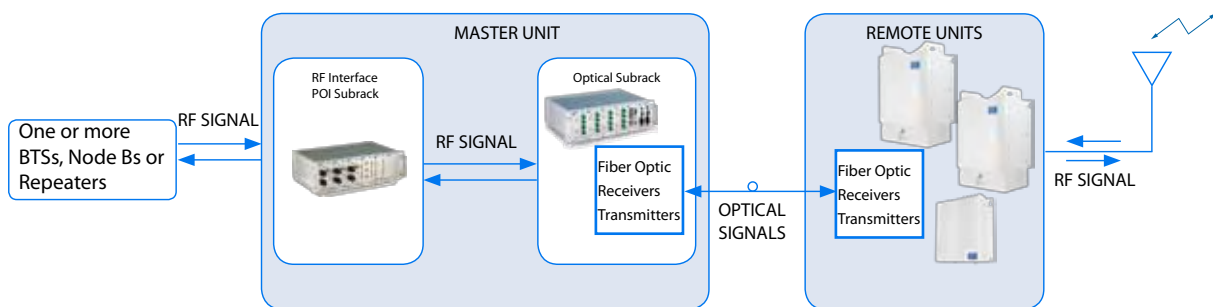 MASTER UNIT
REMOTE UNITS
RF Interface
POI Subrack
Optical Subrack
RF SIGNAL
One or more
BTSs, Node Bs or
Repeaters
RF SIGNAL
Fiber Optic
Receivers
Transmitters
OPTICAL
SIGNALS
Fiber Optic
Receivers
Transmitters
RF SIGNAL